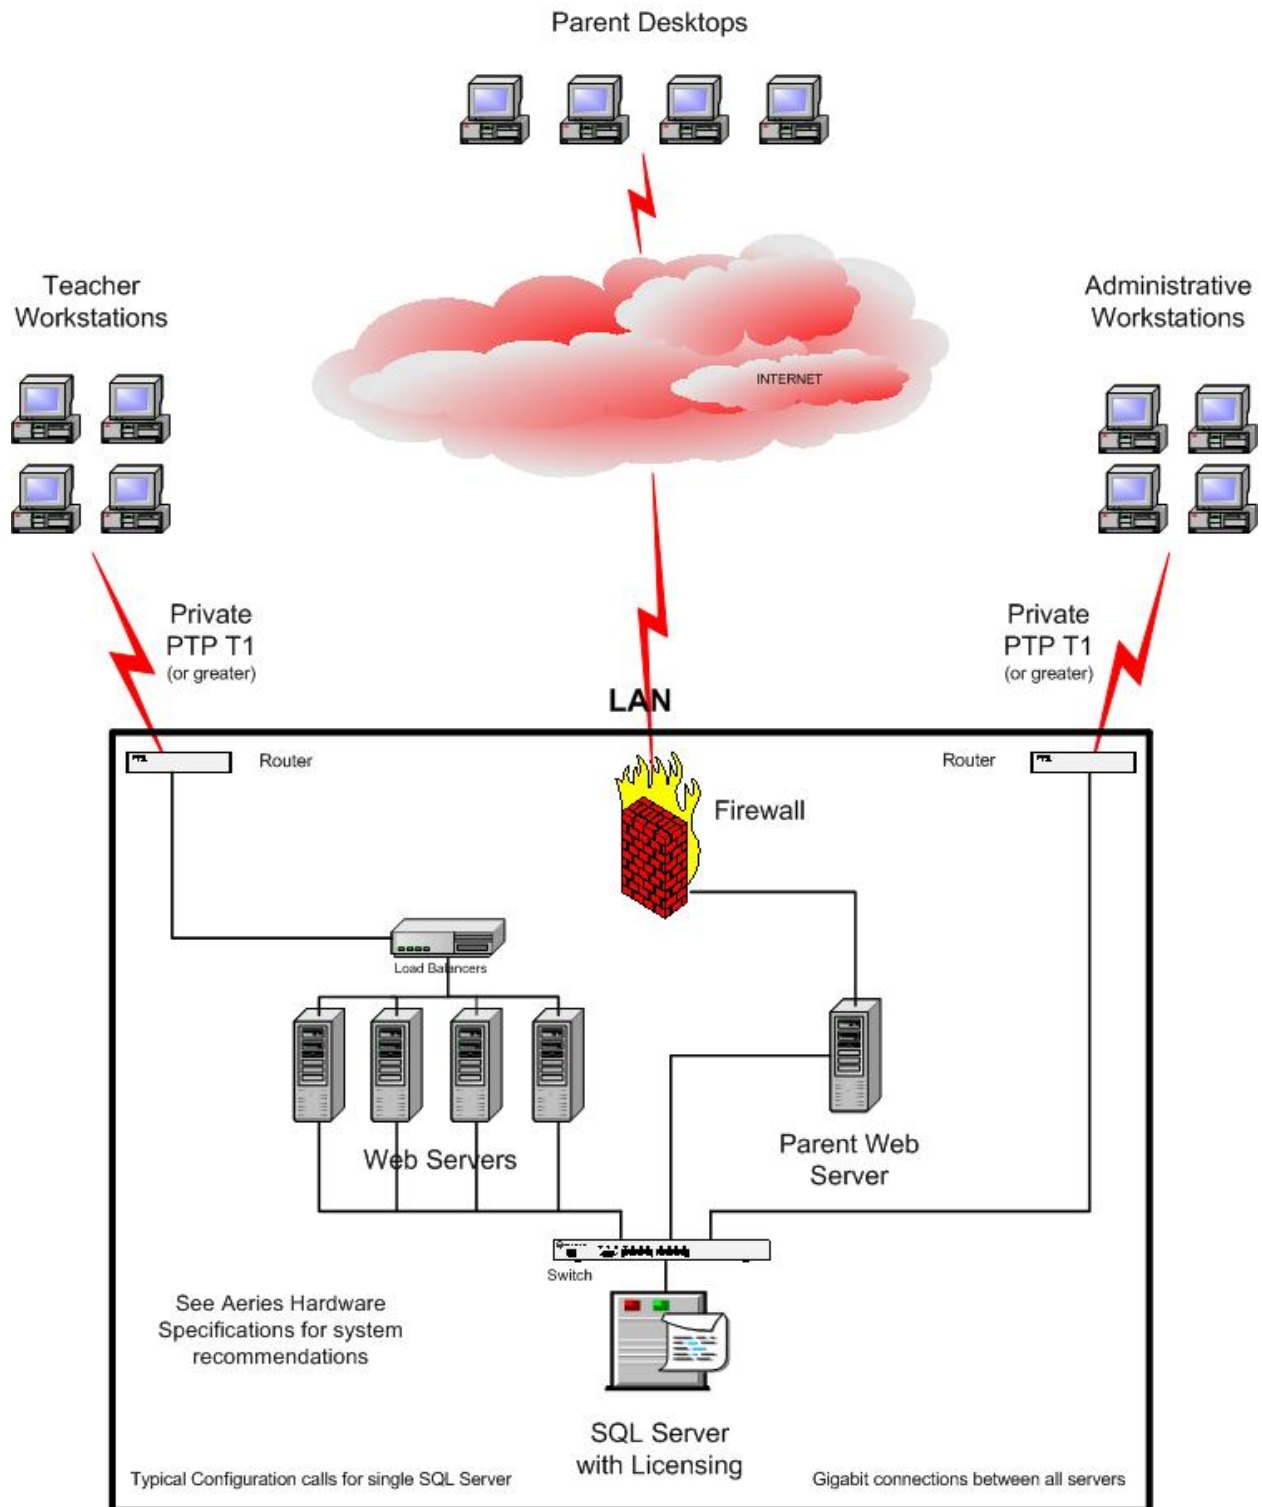 Parent Desktops
Teacher
Workstations
Administrative
Workstations
INTERNET
Private
PTP T1
(or greater)
Private
PTP T1
(or greater)
LAN
Router
Router
Firewall
Load Balancers
Web Servers
Parent Web
Server
Switch
See Aeries Hardware
Specifications for system
recommendations
SQL Server
with Licensing
Typical Configuration calls for single SQL Server
Gigabit connections between all servers